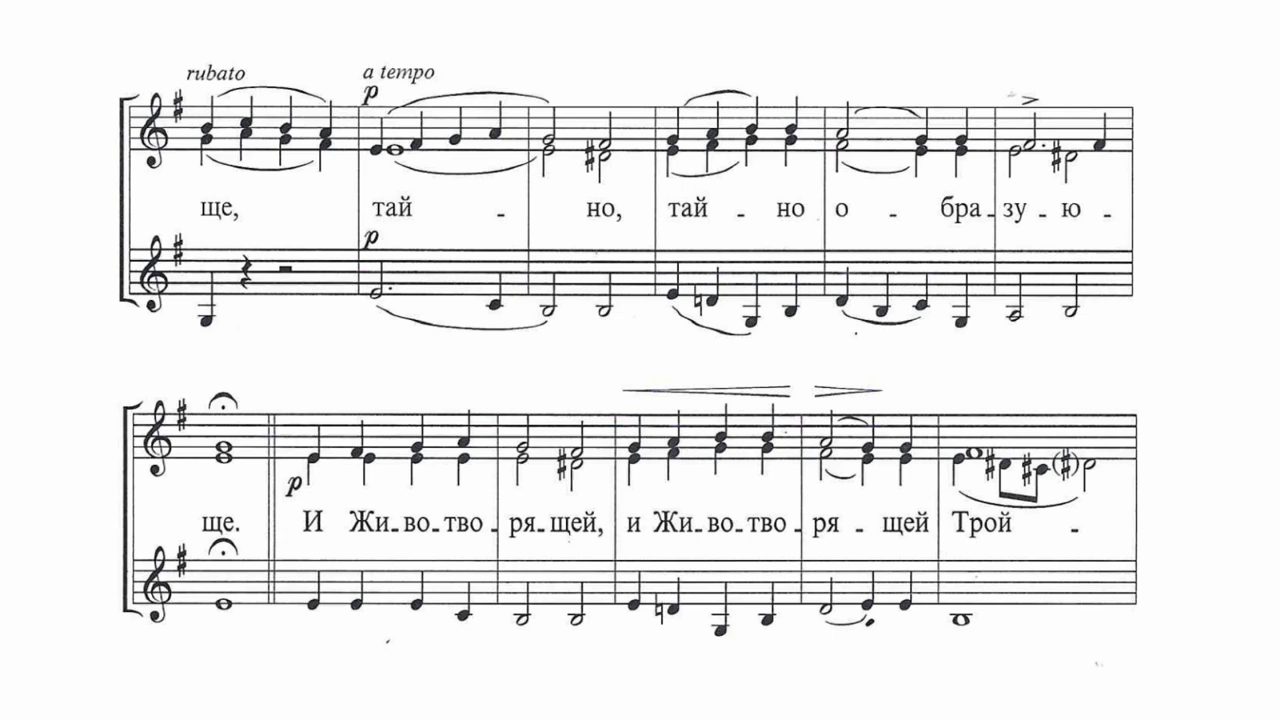 rubato a tempo
p
ще, тай - но, тай - но о - бра - зу - ю -
p
p
ще. И Жи - во - тво - ря - щей, и Жи - во - тво - ря - щей Трой -